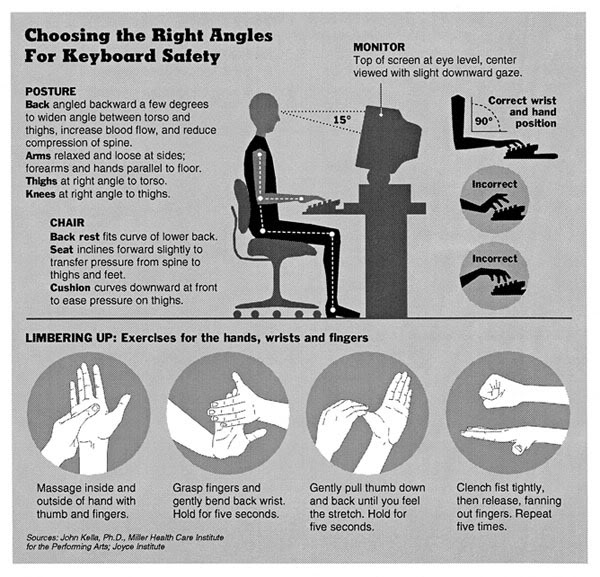 Choosing the Right Angles
For Keyboard Safety
POSTURE
Back angled backward a few degrees
to widen angle between torso and
thighs, increase blood flow, and reduce
compression of spine.
Arms relaxed and loose at sides;
forearms and hands parallel to floor.
Thighs at right angle to torso.
Knees at right angle to thighs.
CHAIR
Back rest fits curve of lower back.
Seat inclines forward slightly to
transfer pressure from spine to
thighs and feet.
Cushion curves downward at front
to ease pressure on thighs.
MONITOR
Top of screen at eye level, center
viewed with slight downward gaze.
15°
Correct wrist
and hand
position
90°
Incorrect
Incorrect
LIMBERING UP: Exercises for the hands, wrists and fingers
Massage inside and
outside of hand with
thumb and fingers.
Grasp fingers and
gently bend back wrist.
Hold for five seconds.
Gently pull thumb down
and back until you feel
the stretch. Hold for
five seconds.
Clench fist tightly,
then release, fanning
out fingers. Repeat
five times.
Sources: John Kella, Ph.D., Miller Health Care Institute
for the Performing Arts; Joyce Institute